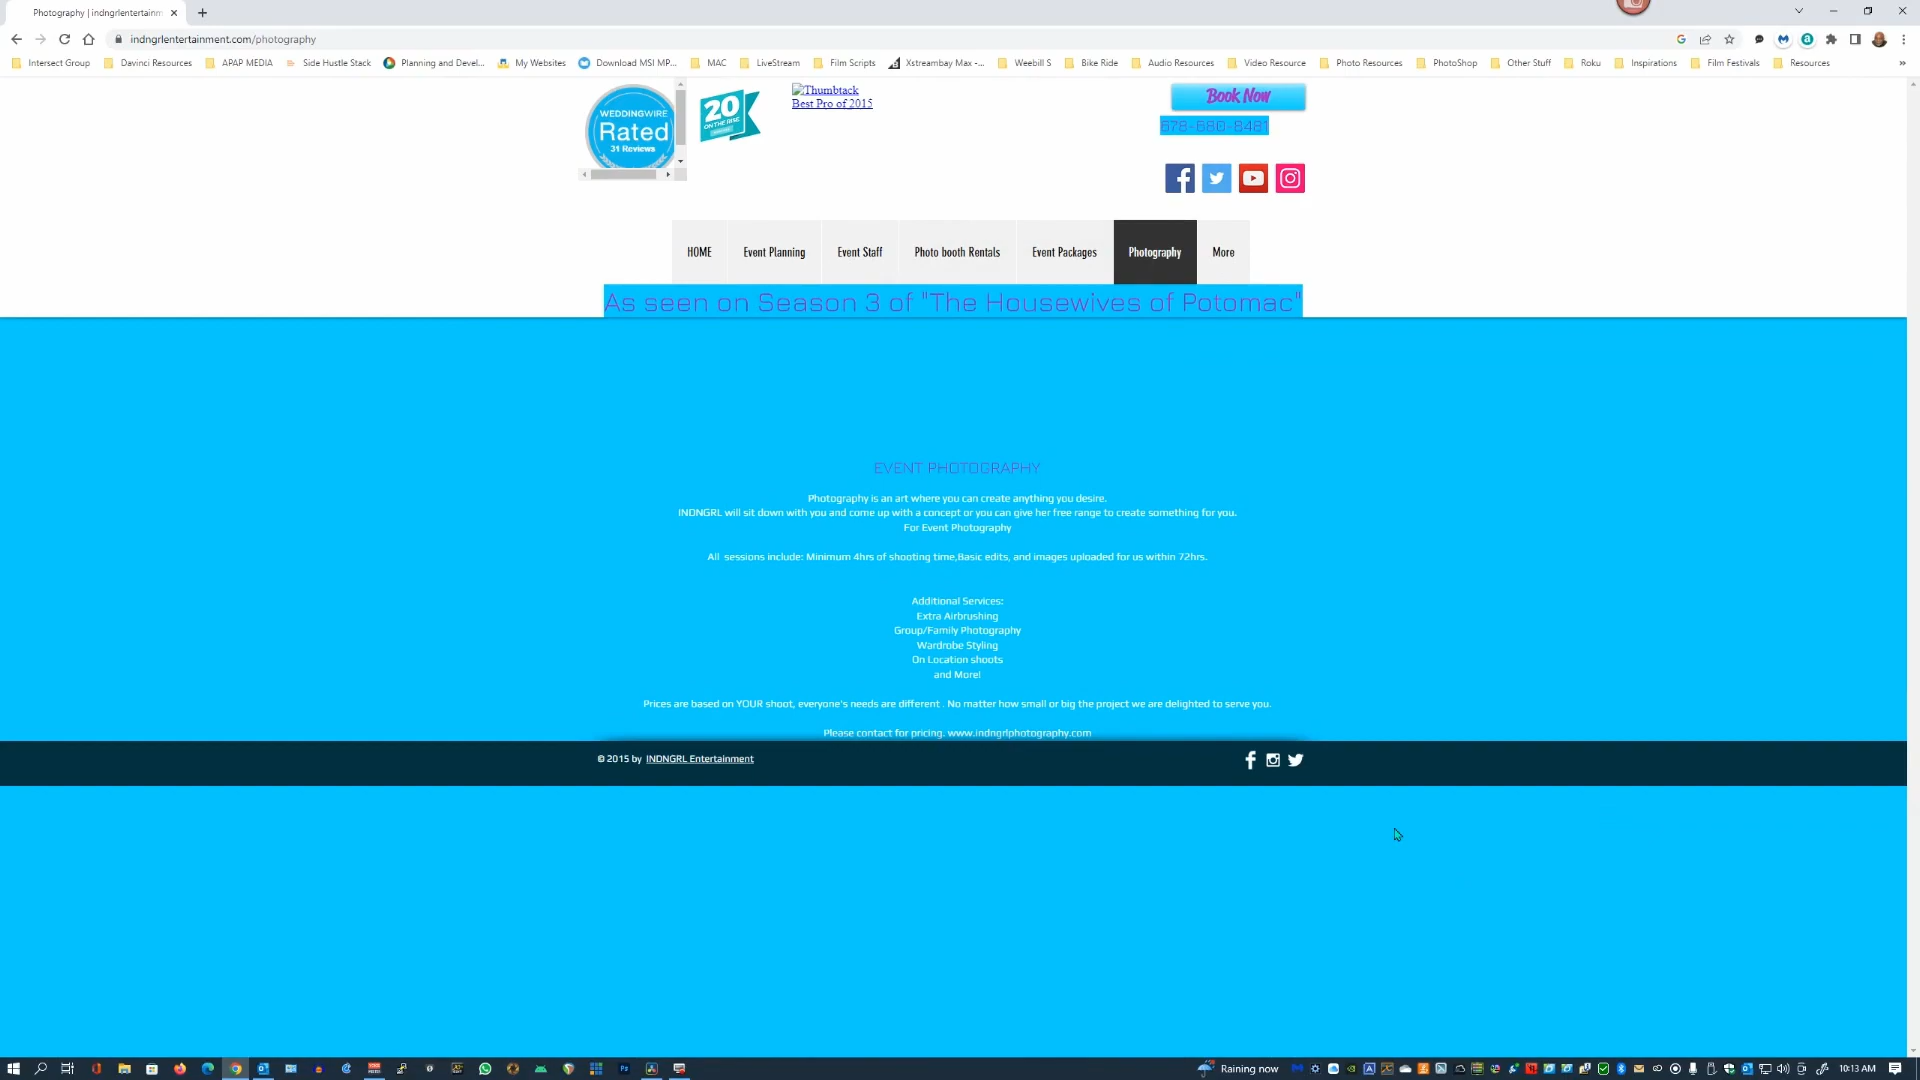 Photography | indngrlentertainm
indngrlentertainment.com/photography
Intersect Group
Davinci Resources
APAP MEDIA
Side Hustle Stack
Planning and Devel...
My Websites
Download MSI MP...
MAC
LiveStream
Film Scripts
Xstreambay Max -...
Weebill S
Bike Ride
Audio Resources
Video Resource
Photo Resources
PhotoShop
Other Stuff
Roku
Inspirations
Film Festivals
Resources
WEDDINGWIRE
Rated
31 Reviews
20
ON THE RISE
Thumbtack
Best Pro of 2015
Book Now
678-680-8481
HOME
Event Planning
Event Staff
Photo booth Rentals
Event Packages
Photography
More
As seen on Season 3 of "The Housewives of Potomac"
EVENT PHOTOGRAPHY
Photography is an art where you can create anything you desire.
INDNGRL will sit down with you and come up with a concept or you can give her free range to create something for you.
For Event Photography
All sessions include: Minimum 4hrs of shooting time,Basic edits, and images uploaded for us within 72hrs.
Additional Services:
Extra Airbrushing
Group/Family Photography
Wardrobe Styling
On Location shoots
and More!
Prices are based on YOUR shoot, everyone's needs are different . No matter how small or big the project we are delighted to serve you.
Please contact for pricing. www.indngrlphotography.com
© 2015 by INDNGRL Entertainment
Raining now
10:13 AM